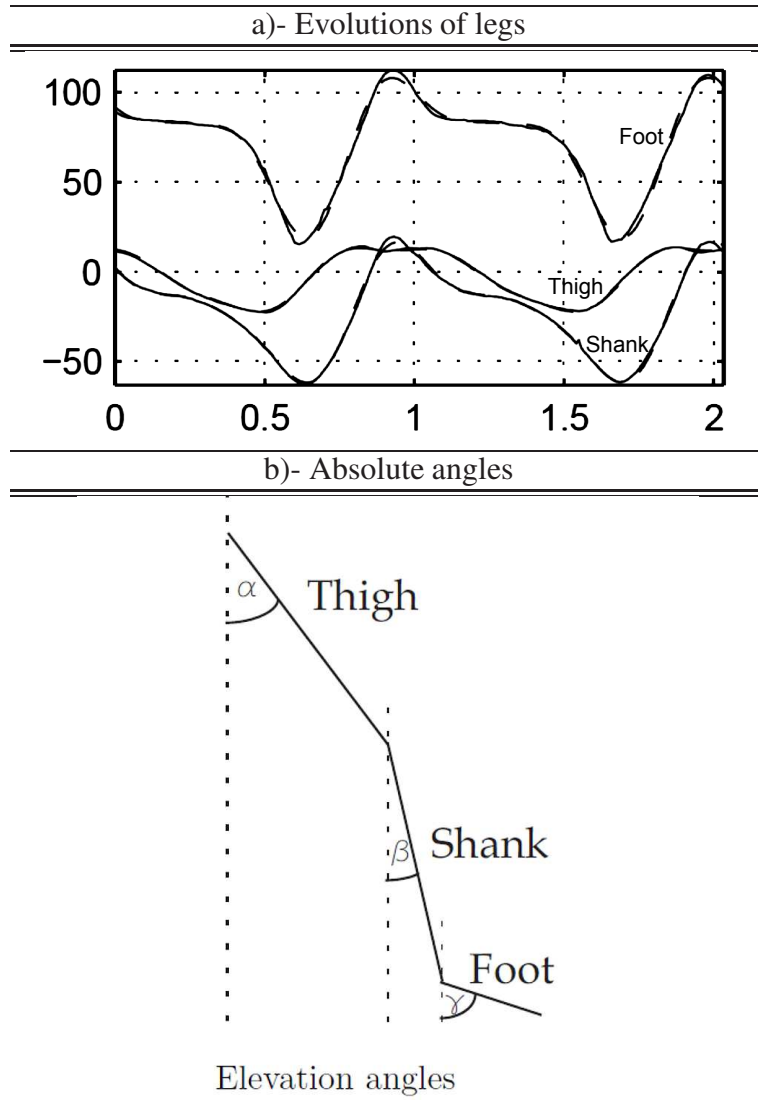 a)- Evolutions of legs
100
Foot
50
0
Thigh
Shank
−50
0 0.5 1 1.5 2
b)- Absolute angles
α
Thigh
β
Shank
Foot
γ
Elevation angles